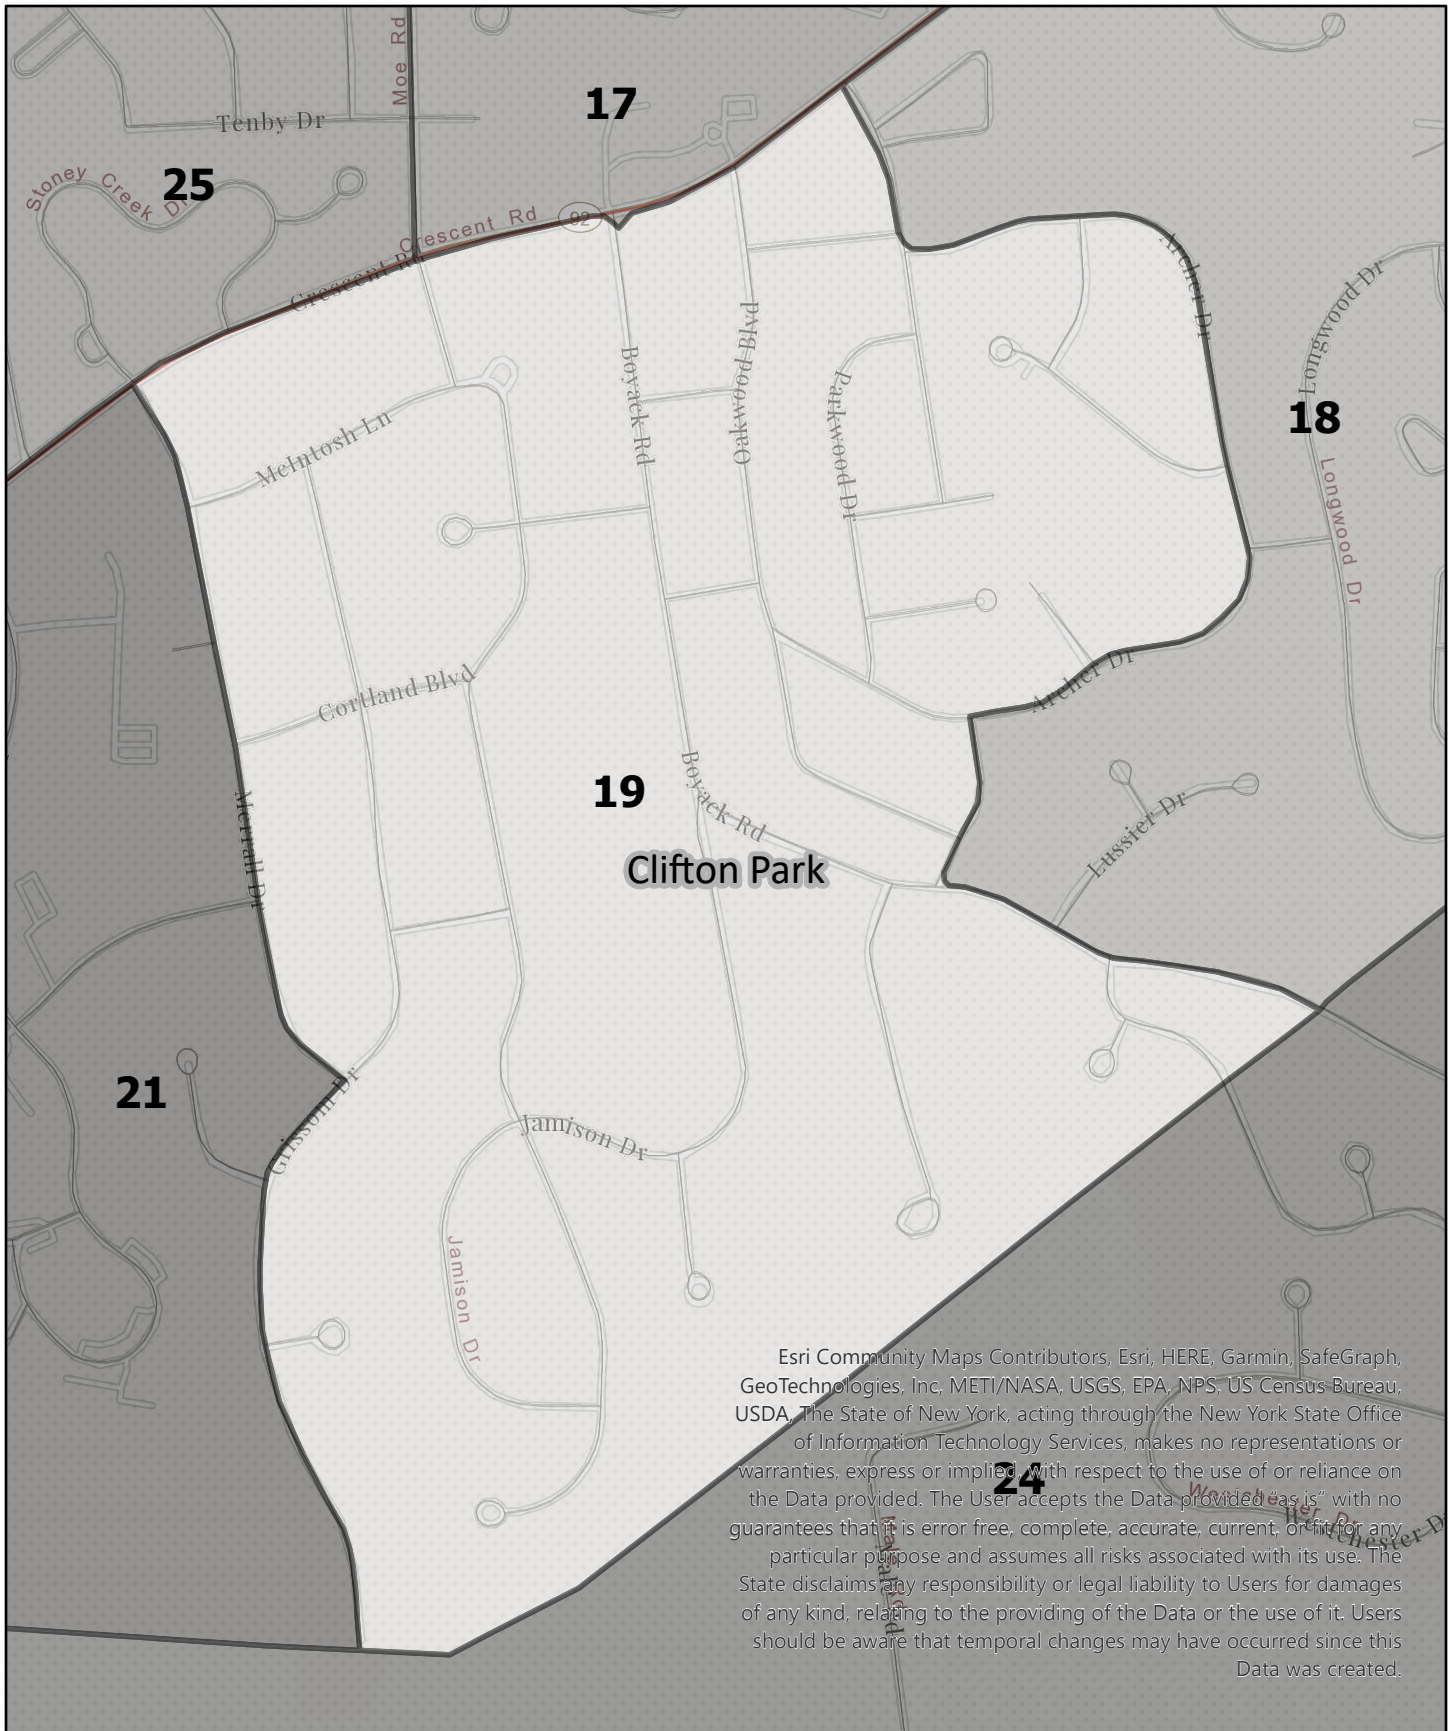 Moe Rd
17
Tenby Dr
25
Stoney Creek Dr
Crescent Rd
92
Crescent Rd
Archer Dr
Longwood Dr
18
Longwood Dr
McIntosh Ln
Boyack Rd
Oakwood Blvd
Parkwood Dr
Cortland Blvd
Archer Dr
19
Boyack Rd
Clifton Park
Lussier Dr
Merrall Dr
21
Grissom Dr
Jamison Dr
Jamison Dr
Esri Community Maps Contributors, Esri, HERE, Garmin, SafeGraph,
GeoTechnologies, Inc, METI/NASA, USGS, EPA, NPS, US Census Bureau,
USDA, The State of New York, acting through the New York State Office
of Information Technology Services, makes no representations or
warranties, express or implied, with respect to the use of or reliance on
the Data provided. The User accepts the Data provided “as is” with no
guarantees that it is error free, complete, accurate, current, or fit for any
particular purpose and assumes all risks associated with its use. The
State disclaims any responsibility or legal liability to Users for damages
of any kind, relating to the providing of the Data or the use of it. Users
should be aware that temporal changes may have occurred since this
Data was created.
24
Westchester Dr
Westchester D
Rd
Rd